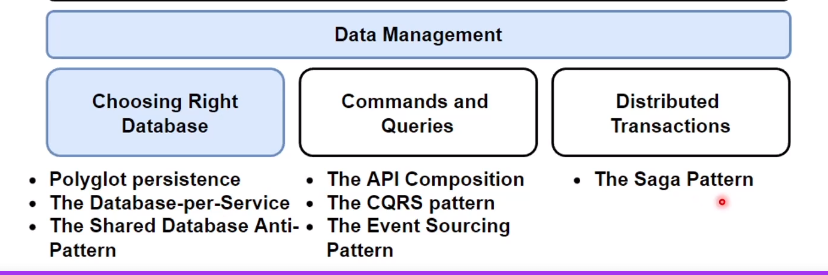 Data Management
Choosing Right
Database
Commands and
Queries
Distributed
Transactions
• Polyglot persistence
• The Database-per-Service
• The Shared Database Anti-
Pattern
• The API Composition
• The CQRS pattern
• The Event Sourcing
Pattern
• The Saga Pattern